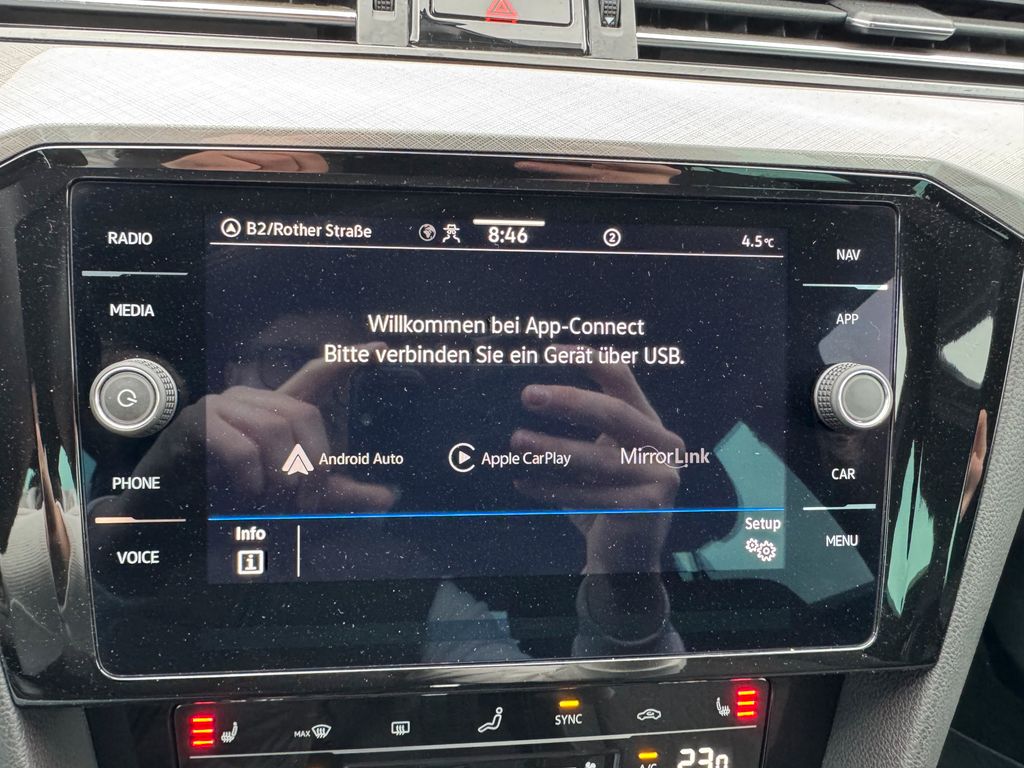 B2/Rother Straße
8:46
2
4.5°C
RADIO
MEDIA
PHONE
VOICE
NAV
APP
CAR
MENU
Willkommen bei App-Connect
Bitte verbinden Sie ein Gerät über USB.
Android Auto
Apple CarPlay
MirrorLink
Info
i
Setup
MAX
SYNC
A/C